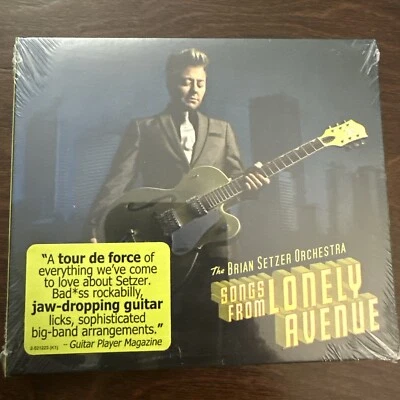 The BRIAN SETZER ORCHESTRA
SONGS
FROM LONELY
AVENUE
"A tour de force of
everything we've come
to love about Setzer.
Bad*ss rockabilly,
jaw-dropping guitar
licks, sophisticated
big-band arrangements."
– Guitar Player Magazine